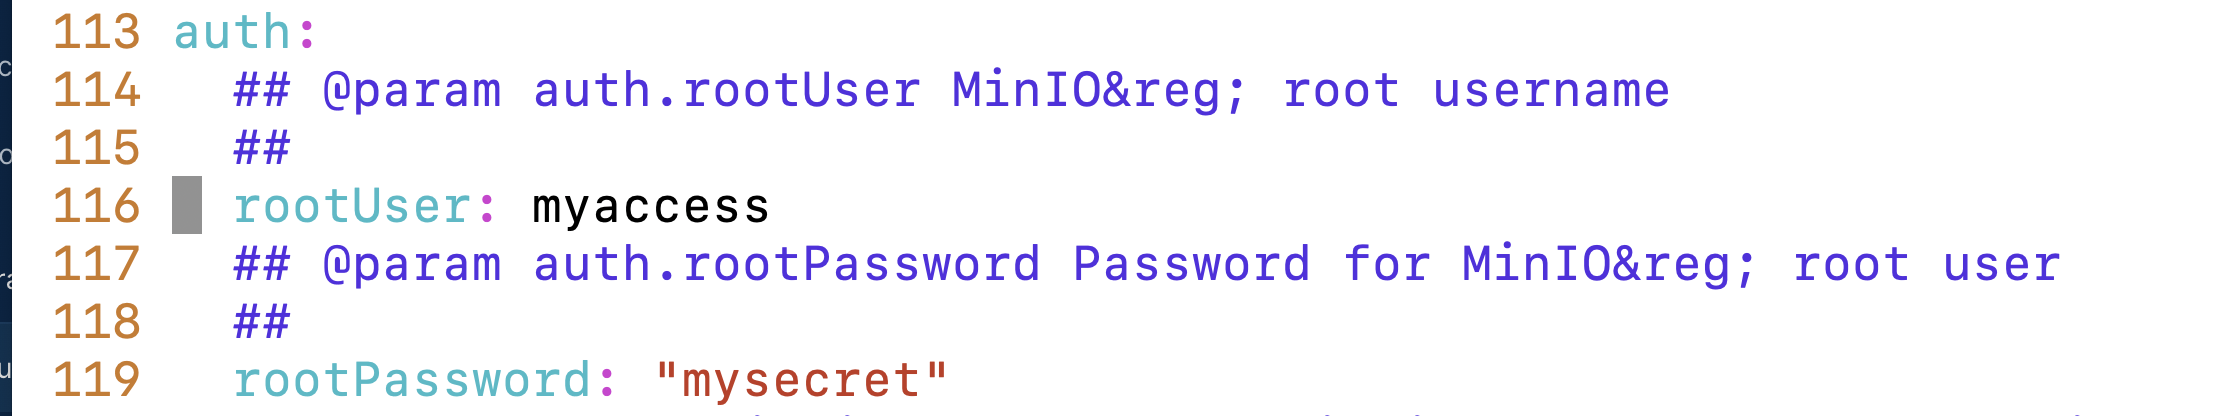 113 auth:
114   ## @param auth.rootUser MinIO&reg; root username
115   ##
116   rootUser: myaccess
117   ## @param auth.rootPassword Password for MinIO&reg; root user
118   ##
119   rootPassword: "mysecret"